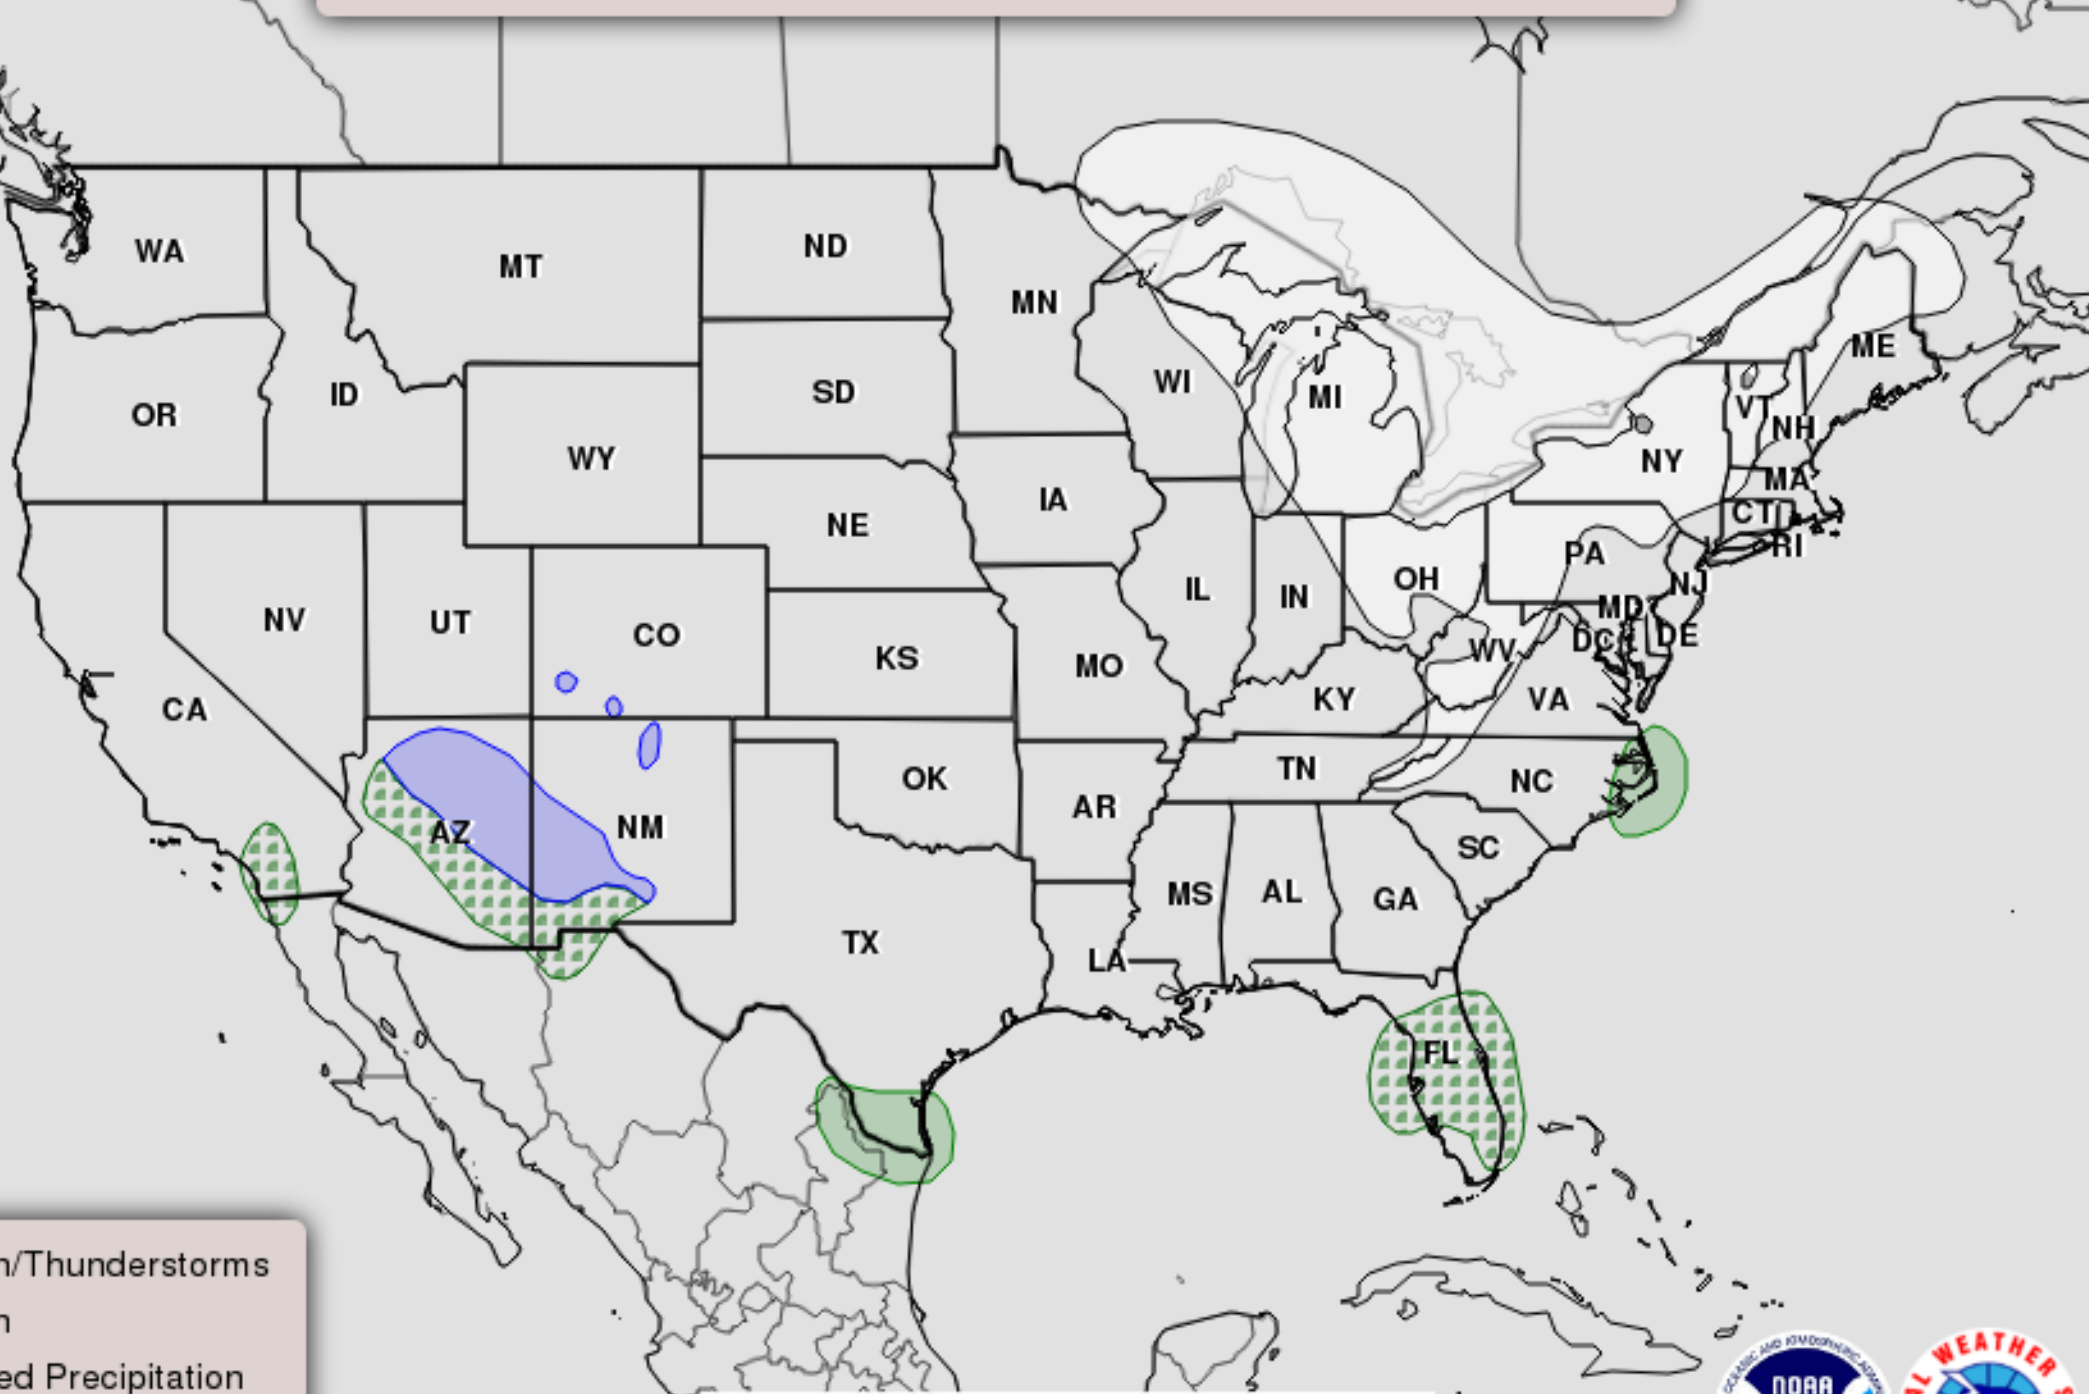 WA
MT
ND
MN
ME
OR
ID
SD
WI
MI
VT
NH
WY
NY
MA
IA
CT
NE
RI
PA
NV
UT
CO
IL
IN
OH
NJ
MD
DC
DE
KS
MO
WV
CA
KY
VA
AZ
NM
OK
AR
TN
NC
SC
MS
AL
GA
TX
LA
FL
n/Thunderstorms
n
ed Precipitation
NOAA
WEATHER